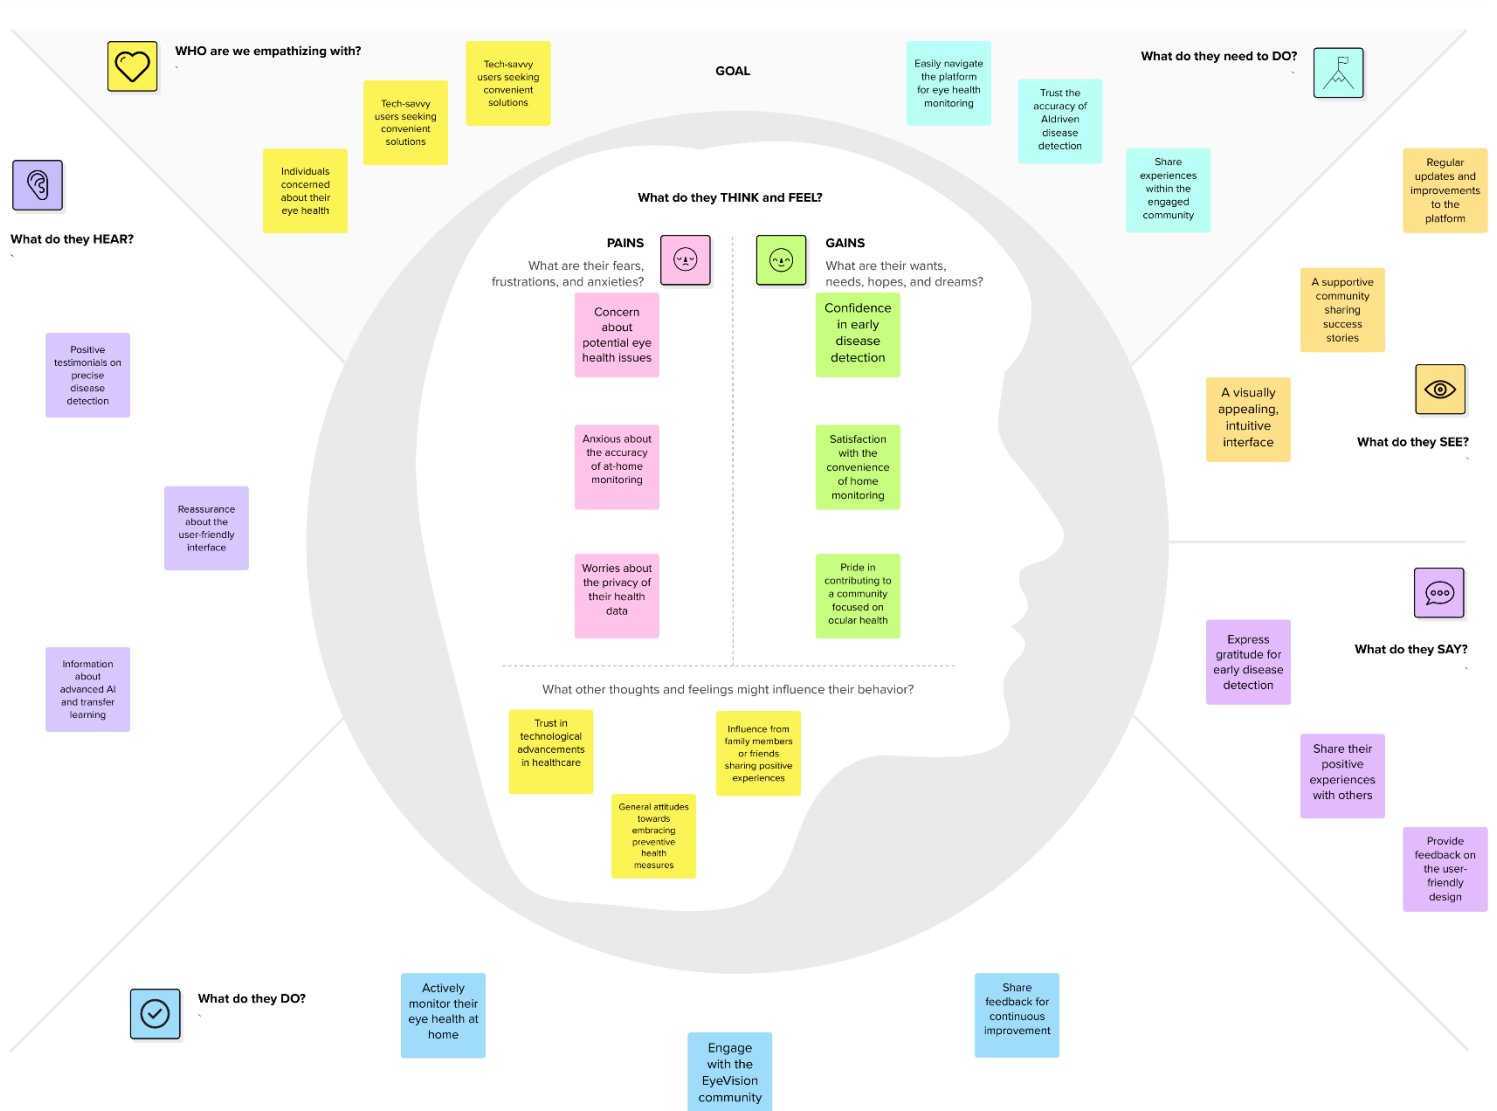 WHO are we empathizing with?
Tech-savvy
users seeking
convenient
solutions
Tech-savvy
users seeking
convenient
solutions
Individuals
concerned
about their
eye health
GOAL
What do they need to DO?
Easily navigate
the platform
for eye health
monitoring
Trust the
accuracy of
AIdriven
disease
detection
Share
experiences
within the
engaged
community
What do they HEAR?
Positive
testimonials on
precise
disease
detection
Reassurance
about the
user-friendly
interface
Information
about
advanced AI
and transfer
learning
What do they THINK and FEEL?
PAINS
What are their fears,
frustrations, and anxieties?
Concern
about
potential eye
health issues
Anxious about
the accuracy
of at-home
monitoring
Worries about
the privacy of
their health
data
GAINS
What are their wants,
needs, hopes, and dreams?
Confidence
in early
disease
detection
Satisfaction
with the
convenience
of home
monitoring
Pride in
contributing to
a community
focused on
ocular health
What other thoughts and feelings might influence their behavior?
Trust in
technological
advancements
in healthcare
General attitudes
towards
embracing
preventive
health
measures
Influence from
family members
or friends
sharing positive
experiences
Regular
updates and
improvements
to the
platform
A supportive
community
sharing
success
stories
A visually
appealing,
intuitive
interface
What do they SEE?
What do they SAY?
Express
gratitude for
early disease
detection
Share their
positive
experiences
with others
Provide
feedback on
the user-
friendly
design
What do they DO?
Actively
monitor their
eye health at
home
Engage
with the
EyeVision
community
Share
feedback for
continuous
improvement